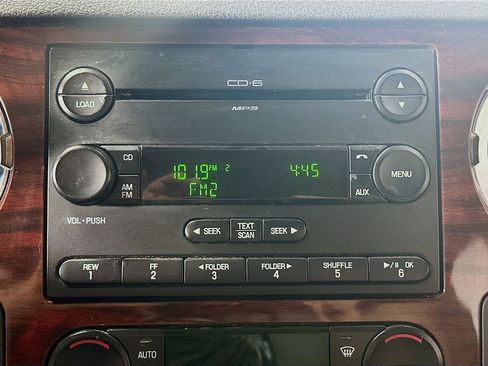 CD·6
LOAD
MP3
CD
101.9 FM 2 4:45
FM2
AM FM
MENU
AUX
VOL - PUSH
◄ SEEK TEXT SCAN SEEK ►
REW 1 FF 2 ◄ FOLDER 3 FOLDER ► 4 SHUFFLE 5 ►/II OK 6
AUTO